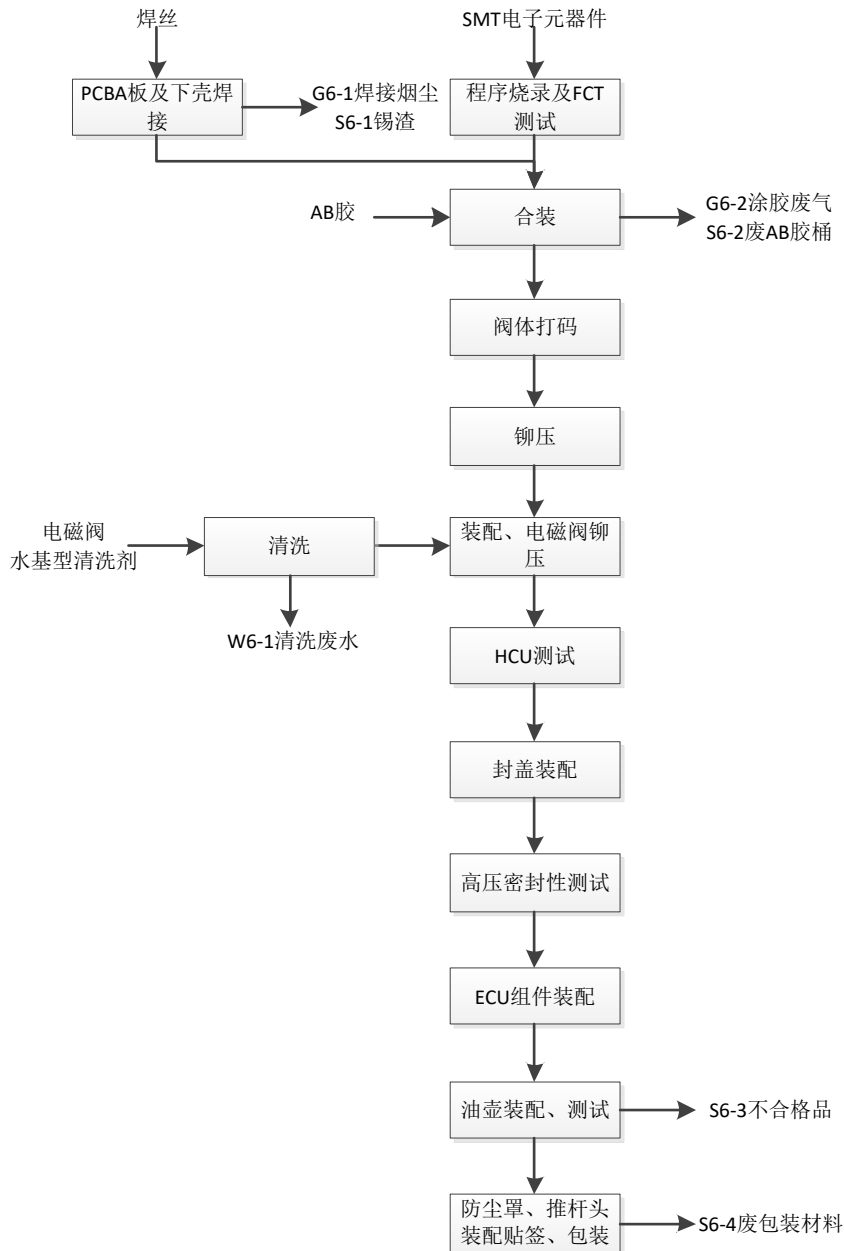 焊丝
SMT电子元器件
PCBA板及下壳焊
接
G6-1焊接烟尘
S6-1锡渣
程序烧录及FCT
测试
AB胶
合装
G6-2涂胶废气
S6-2废AB胶桶
阀体打码
铆压
电磁阀
水基型清洗剂
清洗
装配、电磁阀铆
压
W6-1清洗废水
HCU测试
封盖装配
高压密封性测试
ECU组件装配
油壶装配、测试
S6-3不合格品
防尘罩、推杆头
装配贴签、包装
S6-4废包装材料